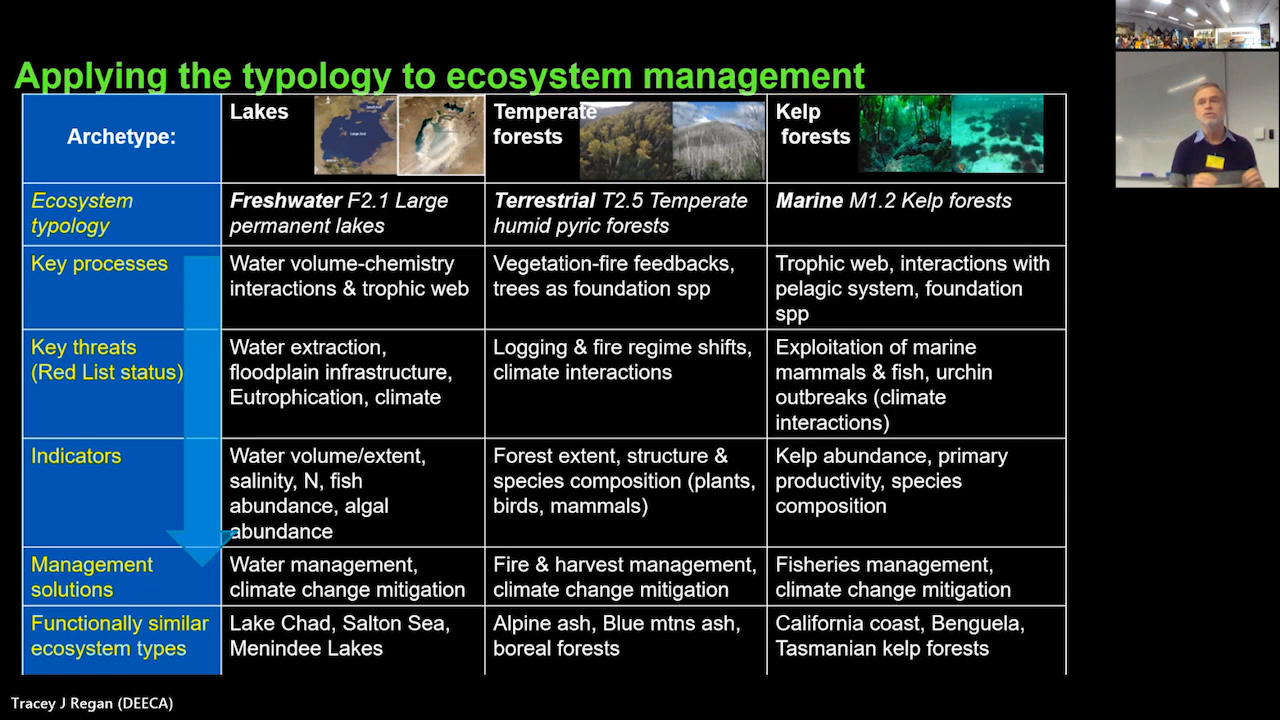 Applying the typology to ecosystem management
Archetype:
Lakes
Temperate
forests
Kelp
forests
Ecosystem
typology
Freshwater F2.1 Large
permanent lakes
Terrestrial T2.5 Temperate
humid pyric forests
Marine M1.2 Kelp forests
Key processes
Water volume-chemistry
interactions & trophic web
Vegetation-fire feedbacks,
trees as foundation spp
Trophic web, interactions with
pelagic system, foundation
spp
Key threats
(Red List status)
Water extraction,
floodplain infrastructure,
Eutrophication, climate
Logging & fire regime shifts,
climate interactions
Exploitation of marine
mammals & fish, urchin
outbreaks (climate
interactions)
Indicators
Water volume/extent,
salinity, N, fish
abundance, algal
abundance
Forest extent, structure &
species composition (plants,
birds, mammals)
Kelp abundance, primary
productivity, species
composition
Management
solutions
Water management,
climate change mitigation
Fire & harvest management,
climate change mitigation
Fisheries management,
climate change mitigation
Functionally similar
ecosystem types
Lake Chad, Salton Sea,
Menindee Lakes
Alpine ash, Blue mtns ash,
boreal forests
California coast, Benguela,
Tasmanian kelp forests
Tracey J Regan (DEECA)